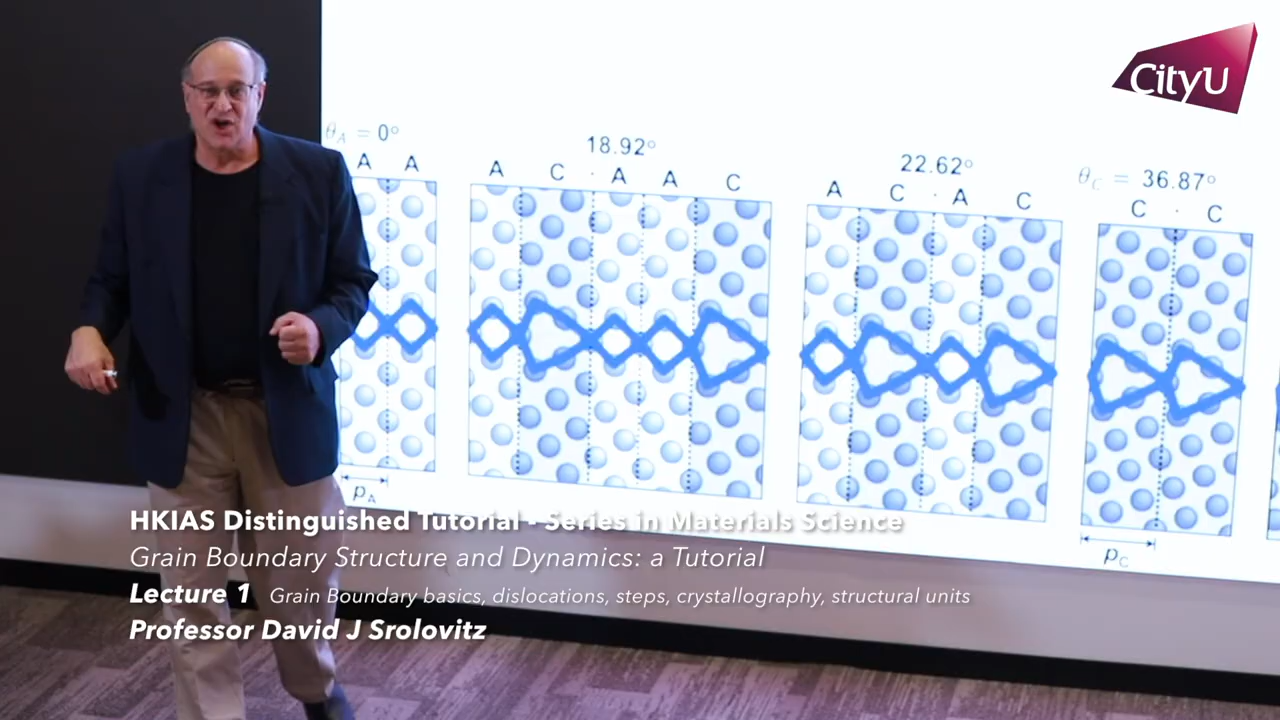 CityU
θA = 0°
A A
18.92°
A C · A A C
22.62°
A C · A C
θC = 36.87°
C · C
pA
pC
HKIAS Distinguished Tutorial - Series in Materials Science
Grain Boundary Structure and Dynamics: a Tutorial
Lecture 1 Grain Boundary basics, dislocations, steps, crystallography, structural units
Professor David J Srolovitz